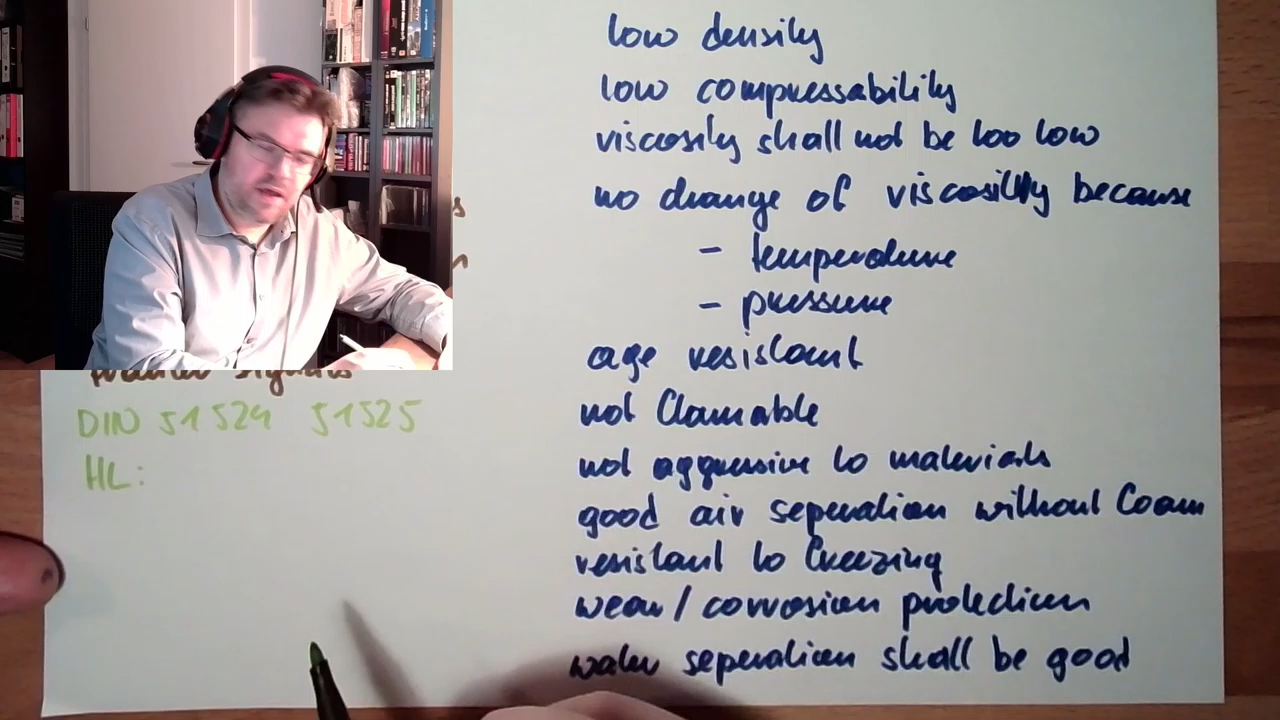 low density
low compressability
viscosity shall not be too low
no change of viscosity because
- temperature
- pressure
age resistant
not flamable
not aggressive to materials
good air seperation without foam
resistant to freezing
wear / corrosion protection
water seperation shall be good
signals
DIN 51524 51525
HL: